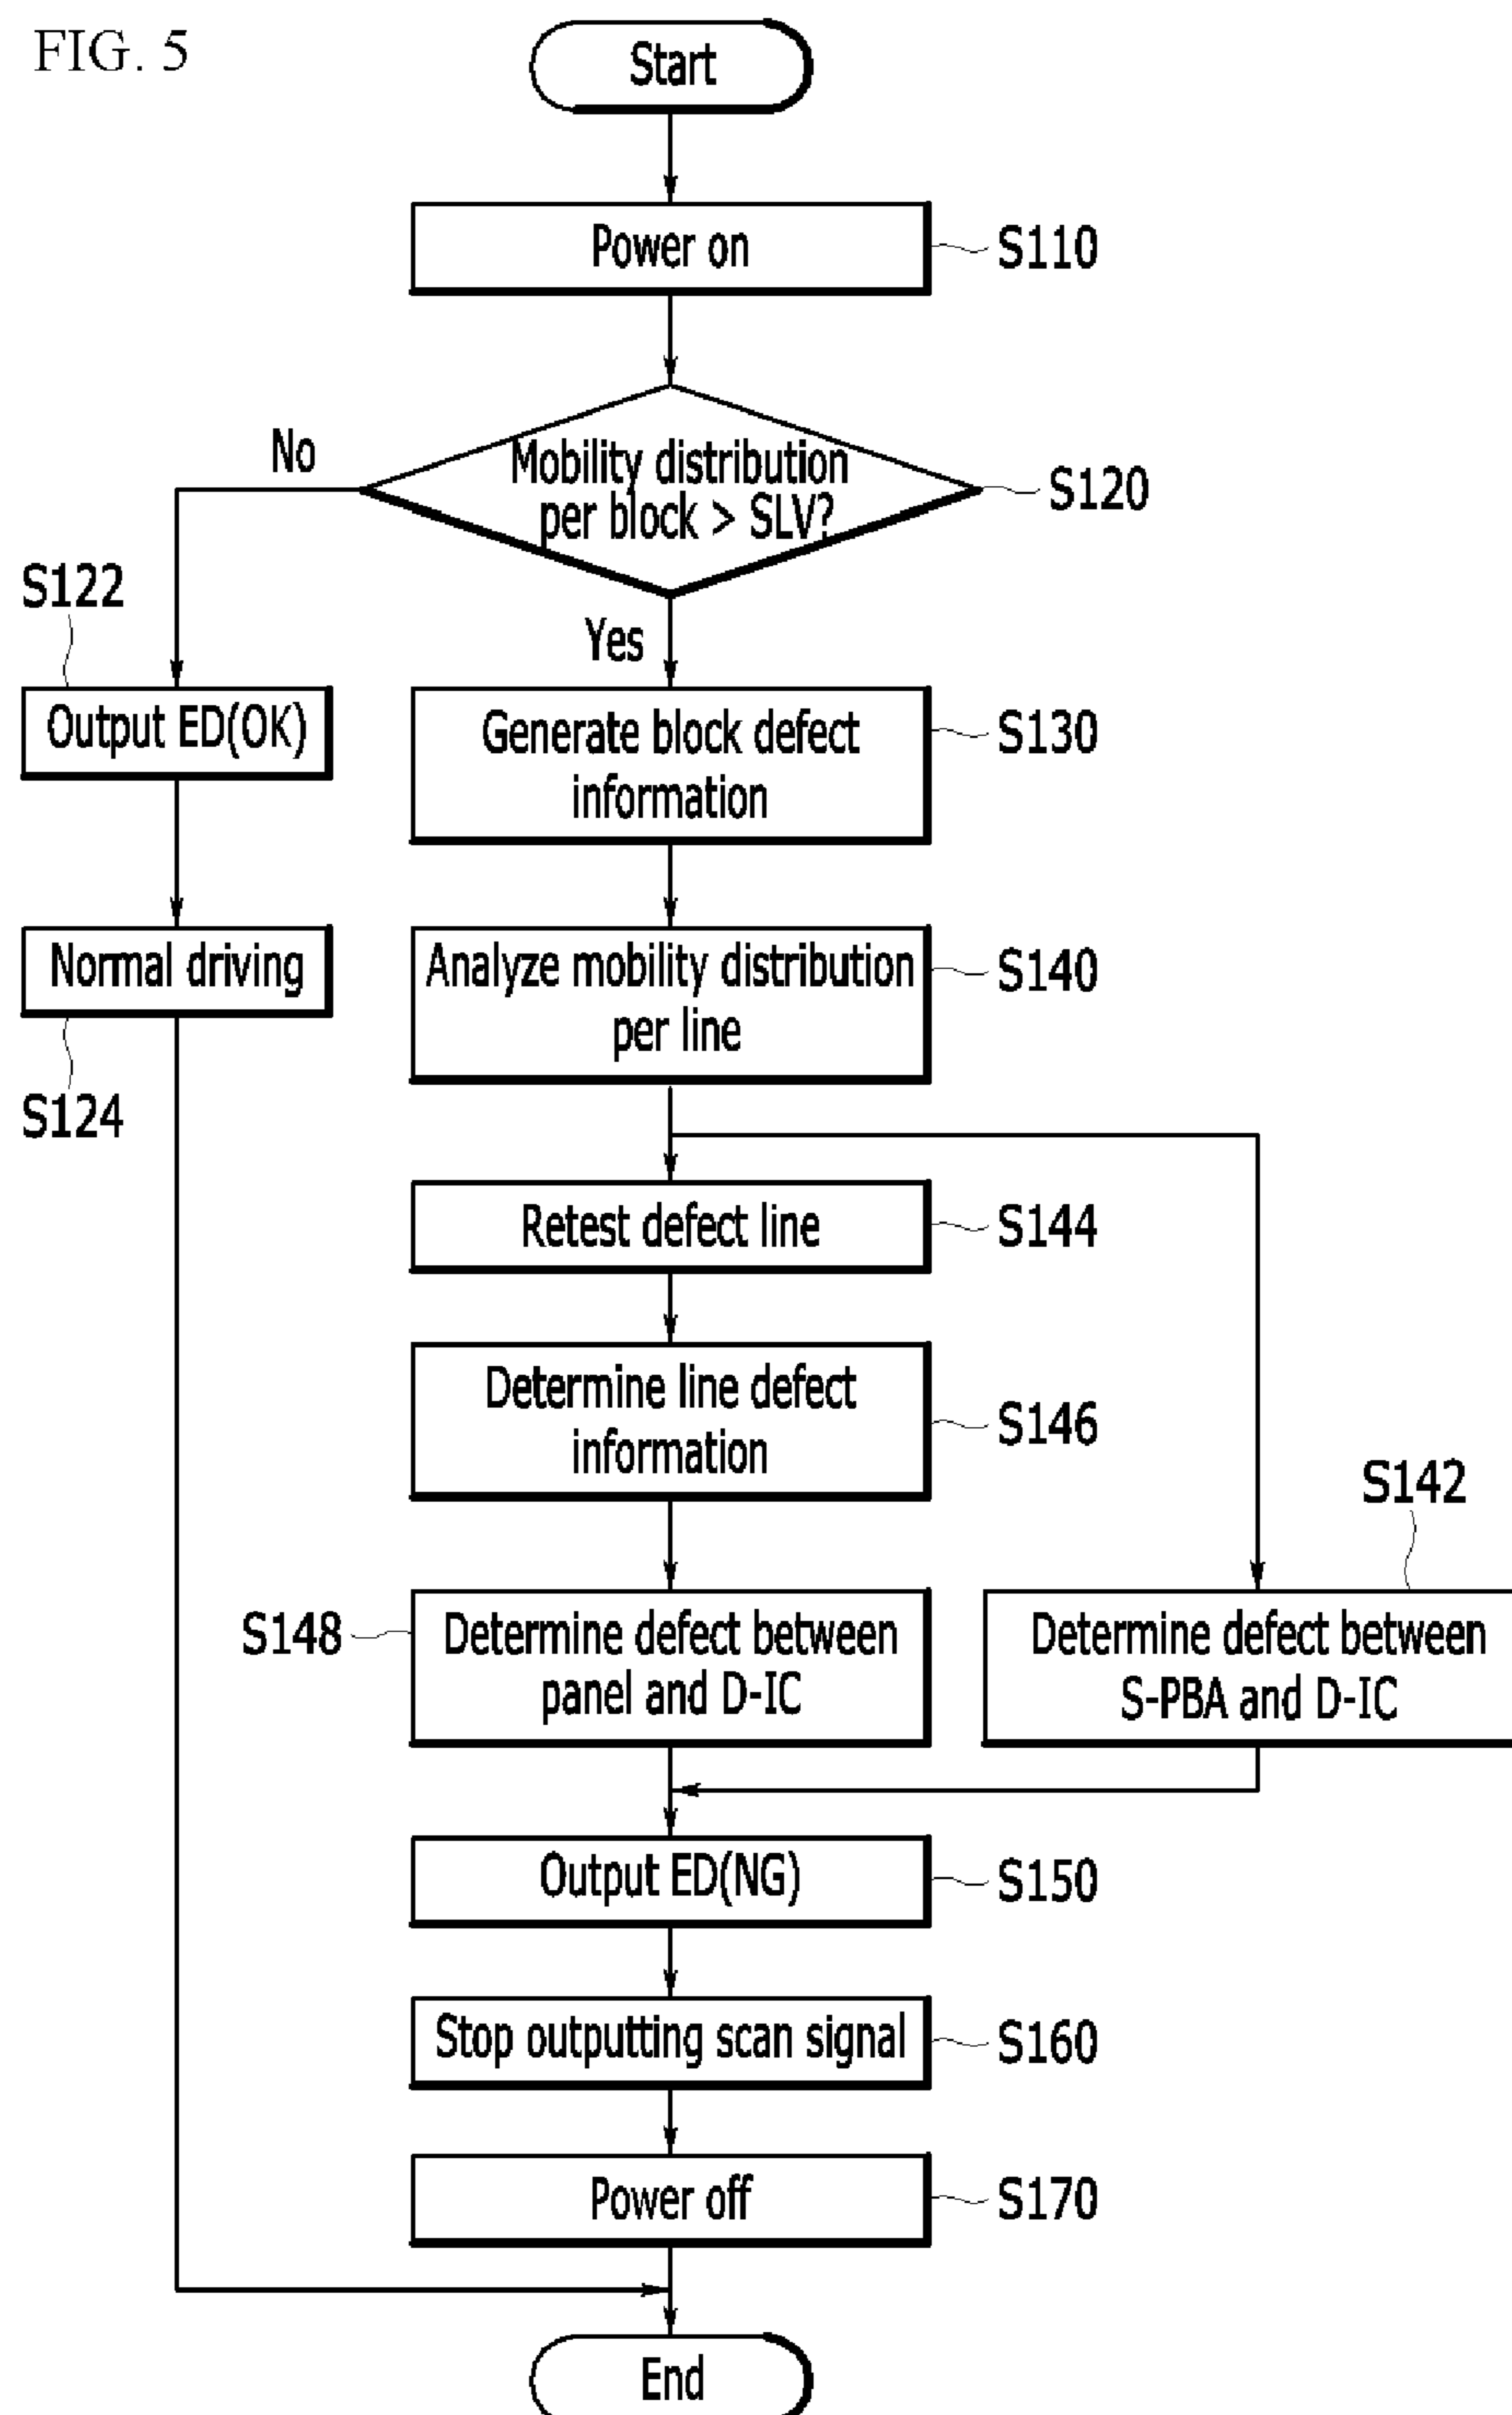 FIG. 5
Start
Power on
S110
No
Mobility distribution
per block > SLV?
S120
S122
Yes
Output ED(OK)
Generate block defect
information
S130
Normal driving
S124
Analyze mobility distribution
per line
S140
Retest defect line
S144
Determine line defect
information
S146
S142
S148
Determine defect between
panel and D-IC
Determine defect between
S-PBA and D-IC
Output ED(NG)
S150
Stop outputting scan signal
S160
Power off
S170
End